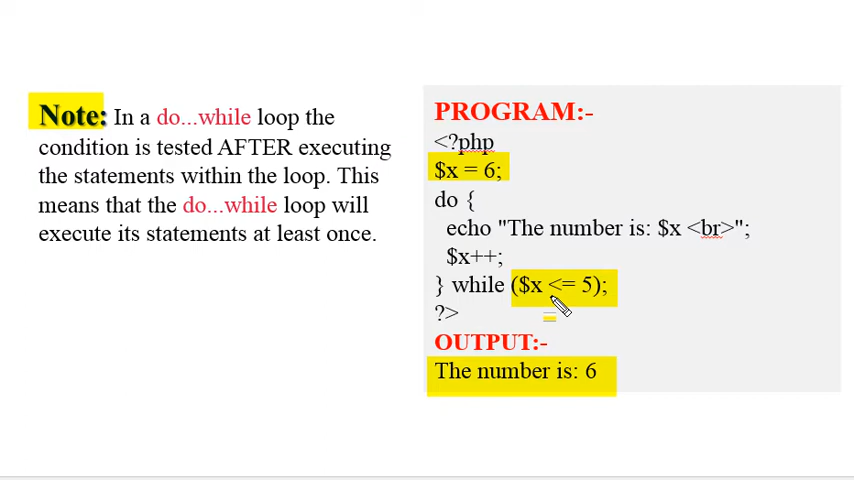 Note: In a do...while loop the
condition is tested AFTER executing
the statements within the loop. This
means that the do...while loop will
execute its statements at least once.
PROGRAM:-
<?php
$x = 6;
do {
echo "The number is: $x <br>";
$x++;
} while ($x <= 5);
?>
OUTPUT:-
The number is: 6